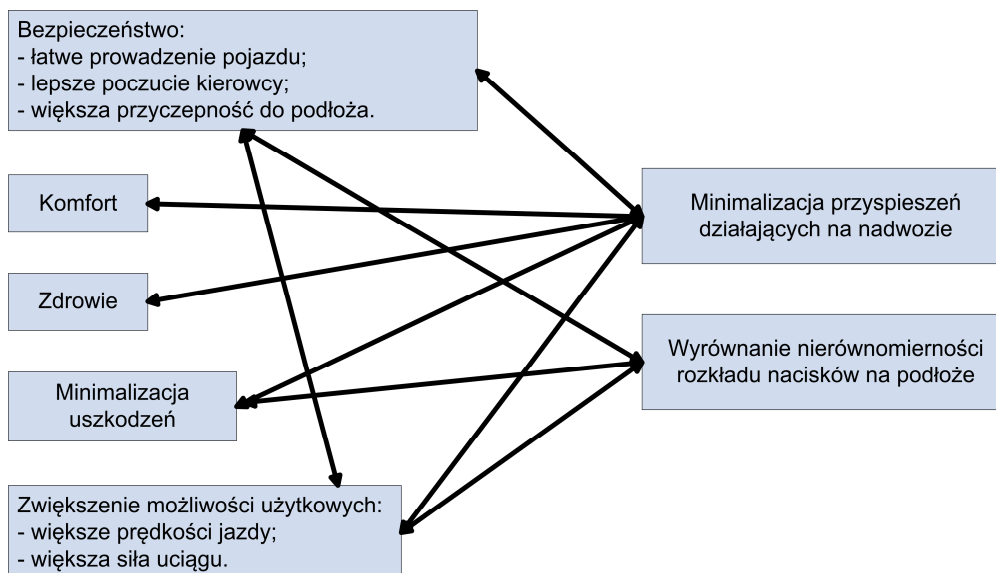 Bezpieczeństwo:
- łatwe prowadzenie pojazdu;
- lepsze poczucie kierowcy;
- większa przyczepność do podłoża.
Komfort
Zdrowie
Minimalizacja
uszkodzeń
Zwiększenie możliwości użytkowych:
- większe prędkości jazdy;
- większa siła uciągu.
Minimalizacja przyspieszeń
działających na nadwozie
Wyrównanie nierównomierności
rozkładu nacisków na podłoże